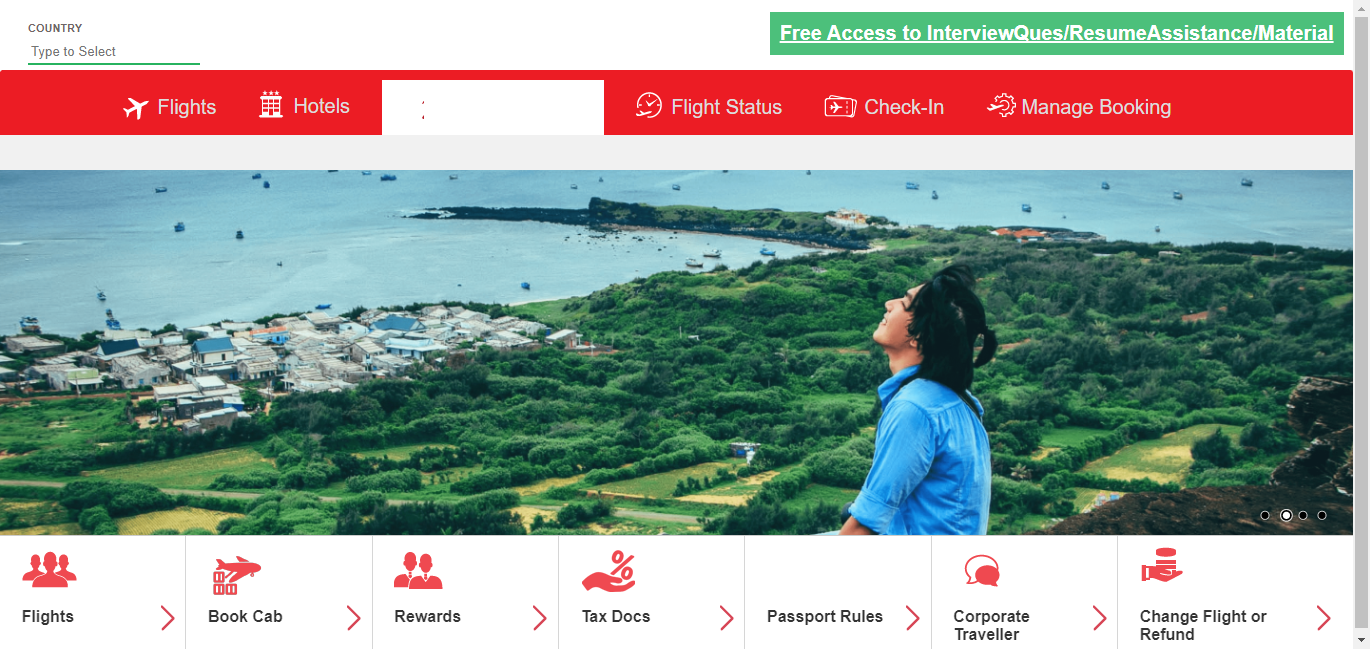 COUNTRY
Type to Select
Free Access to InterviewQues/ResumeAssistance/Material
Flights
Hotels
Flight Status
Check-In
Manage Booking
Flights
Book Cab
Rewards
Tax Docs
Passport Rules
Corporate
Traveller
Change Flight or
Refund